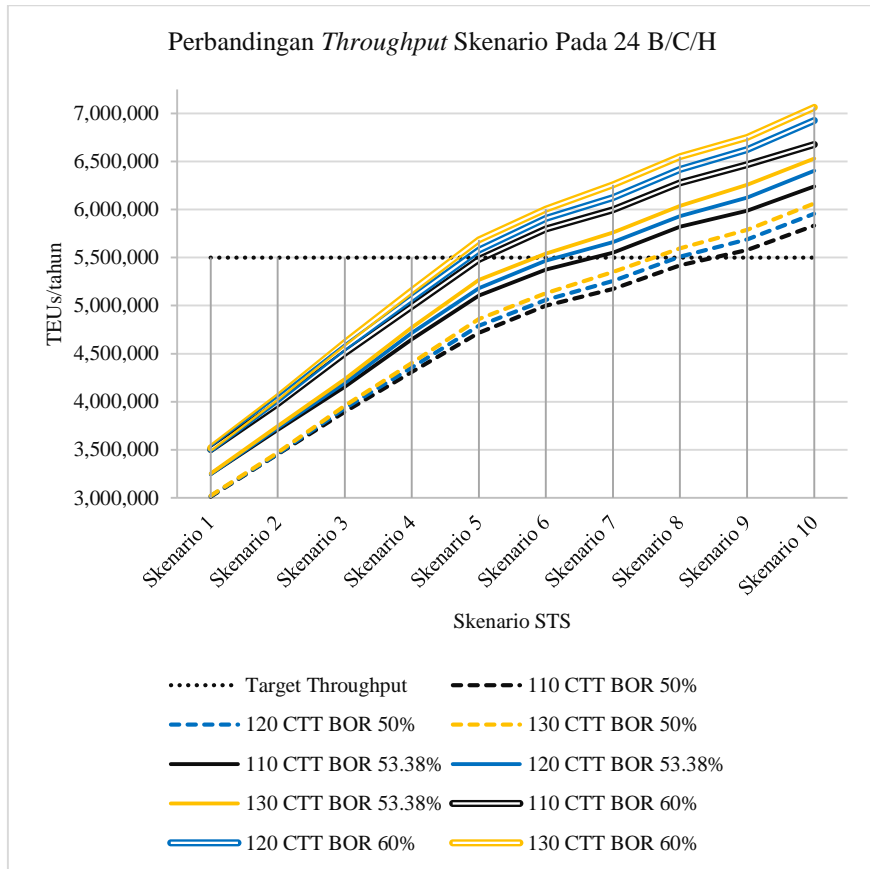 Perbandingan Throughput Skenario Pada 24 B/C/H
TEUs/tahun
7,000,000
6,500,000
6,000,000
5,500,000
5,000,000
4,500,000
4,000,000
3,500,000
3,000,000
Skenario 1
Skenario 2
Skenario 3
Skenario 4
Skenario 5
Skenario 6
Skenario 7
Skenario 8
Skenario 9
Skenario 10
Skenario STS
Target Throughput
110 CTT BOR 50%
120 CTT BOR 50%
130 CTT BOR 50%
110 CTT BOR 53.38%
120 CTT BOR 53.38%
130 CTT BOR 53.38%
110 CTT BOR 60%
120 CTT BOR 60%
130 CTT BOR 60%